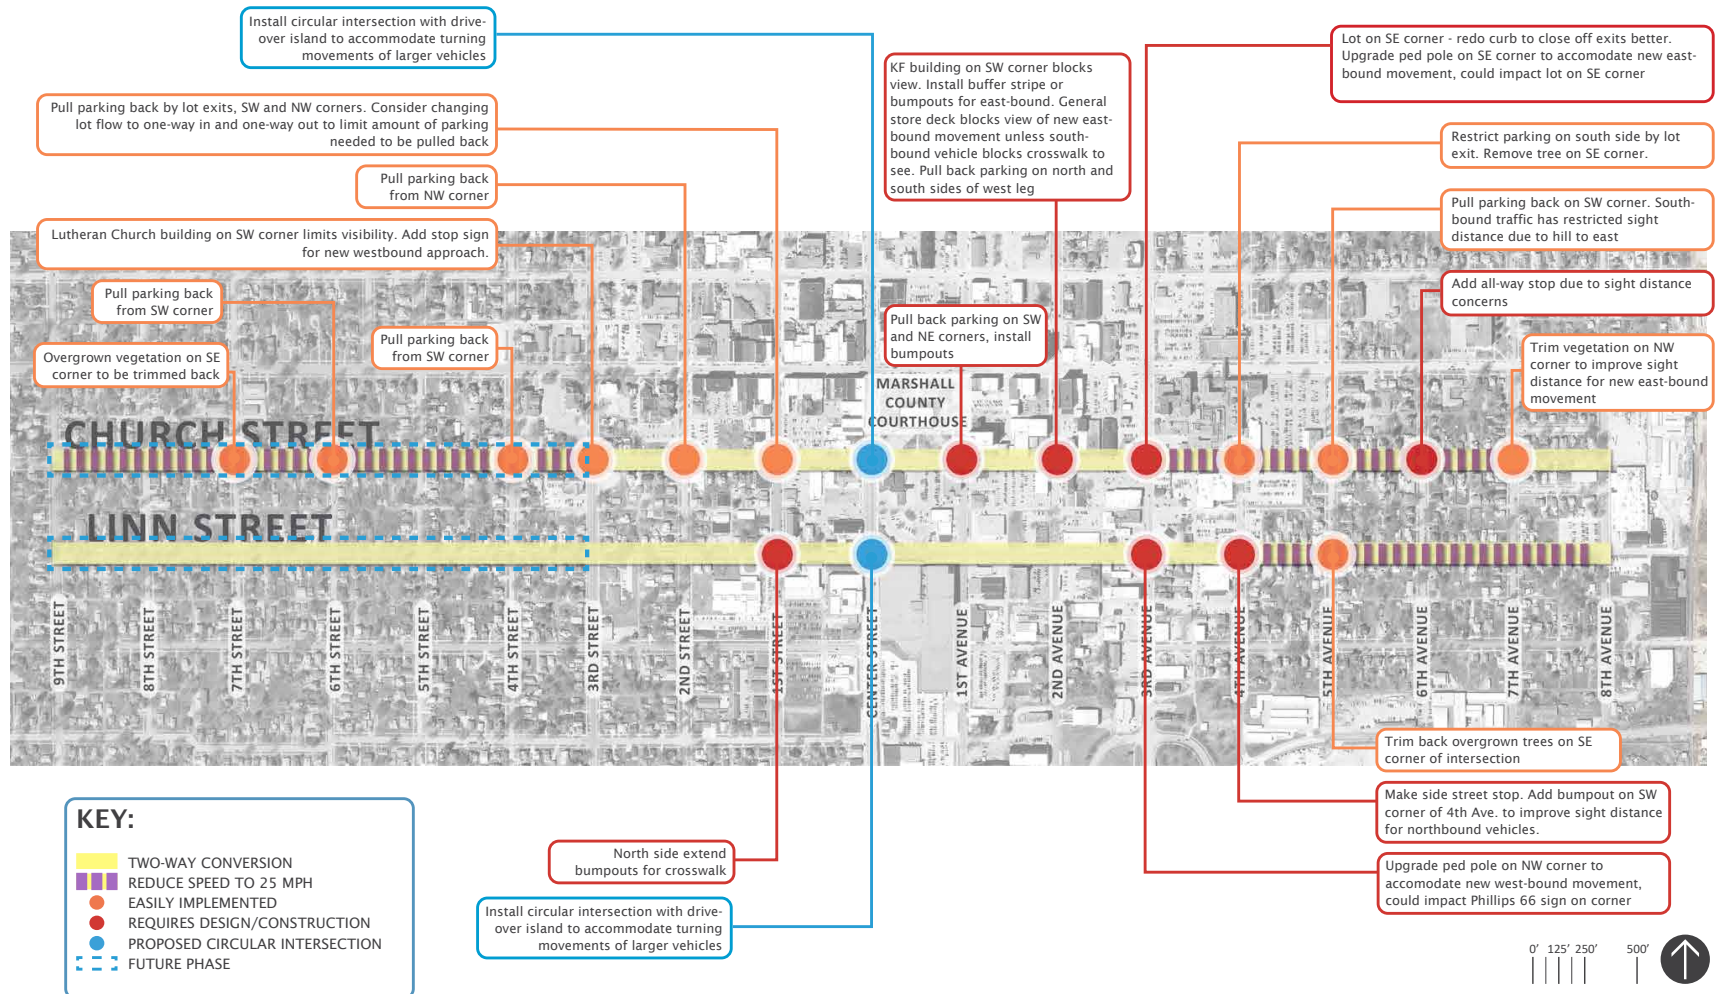 Install circular intersection with drive-
over island to accommodate turning
movements of larger vehicles
Pull parking back by lot exits, SW and NW corners. Consider changing
lot flow to one-way in and one-way out to limit amount of parking
needed to be pulled back
Pull parking back
from NW corner
Lutheran Church building on SW corner limits visibility. Add stop sign
for new westbound approach.
Pull parking back
from SW corner
Pull parking back
from SW corner
Overgrown vegetation on SE
corner to be trimmed back
KF building on SW corner blocks
view. Install buffer stripe or
bumpouts for east-bound. General
store deck blocks view of new east-
bound movement unless south-
bound vehicle blocks crosswalk to
see. Pull back parking on north and
south sides of west leg
Pull back parking on SW
and NE corners, install
bumpouts
Lot on SE corner - redo curb to close off exits better.
Upgrade ped pole on SE corner to accomodate new east-
bound movement, could impact lot on SE corner
Restrict parking on south side by lot
exit. Remove tree on SE corner.
Pull parking back on SW corner. South-
bound traffic has restricted sight
distance due to hill to east
Add all-way stop due to sight distance
concerns
Trim vegetation on NW
corner to improve sight
distance for new east-bound
movement
MARSHALL
COUNTY
COURTHOUSE
CHURCH STREET
LINN STREET
9TH STREET
8TH STREET
7TH STREET
6TH STREET
5TH STREET
4TH STREET
3RD STREET
2ND STREET
1ST STREET
CENTER STREET
1ST AVENUE
2ND AVENUE
3RD AVENUE
4TH AVENUE
5TH AVENUE
6TH AVENUE
7TH AVENUE
8TH AVENUE
Trim back overgrown trees on SE
corner of intersection
Make side street stop. Add bumpout on SW
corner of 4th Ave. to improve sight distance
for northbound vehicles.
Upgrade ped pole on NW corner to
accomodate new west-bound movement,
could impact Phillips 66 sign on corner
North side extend
bumpouts for crosswalk
Install circular intersection with drive-
over island to accommodate turning
movements of larger vehicles
KEY:
TWO-WAY CONVERSION
REDUCE SPEED TO 25 MPH
EASILY IMPLEMENTED
REQUIRES DESIGN/CONSTRUCTION
PROPOSED CIRCULAR INTERSECTION
FUTURE PHASE
0' 125' 250' 500'